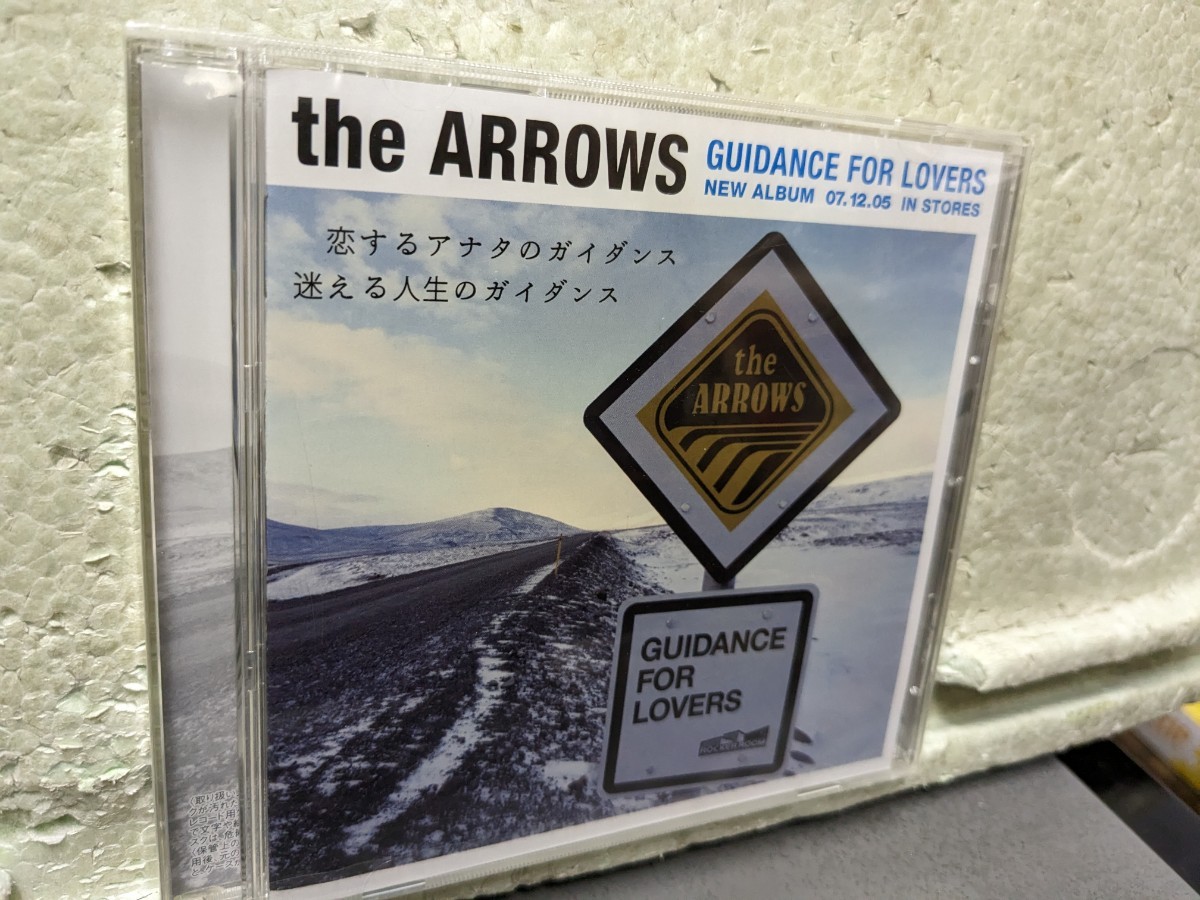 the ARROWS
GUIDANCE FOR LOVERS
NEW ALBUM 07.12.05 IN STORES
恋するアナタのガイダンス
迷える人生のガイダンス
the
ARROWS
GUIDANCE
FOR
LOVERS
ROCKER ROOM